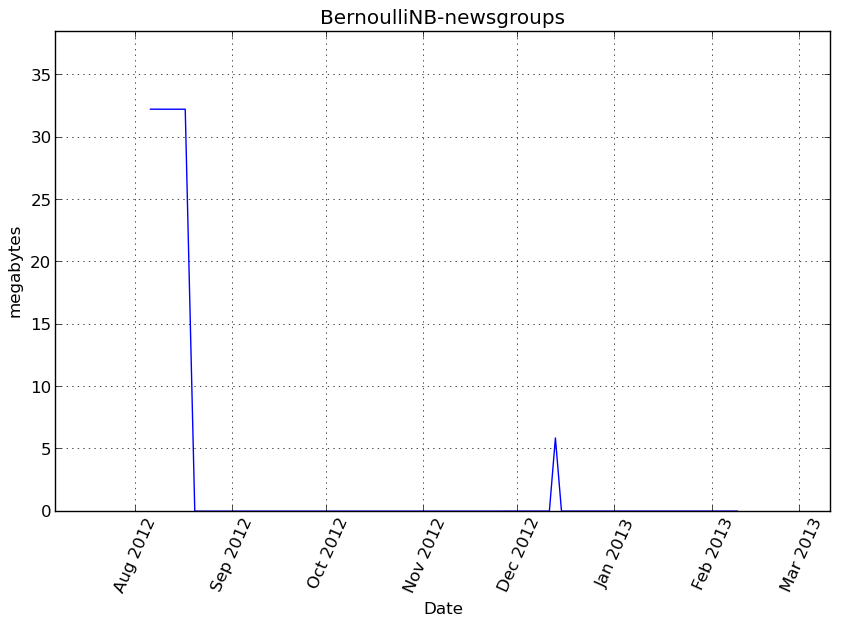 BernoulliNB-newsgroups
megabytes
35
30
25
20
15
10
5
0
Aug 2012
Sep 2012
Oct 2012
Nov 2012
Dec 2012
Jan 2013
Feb 2013
Mar 2013
Date